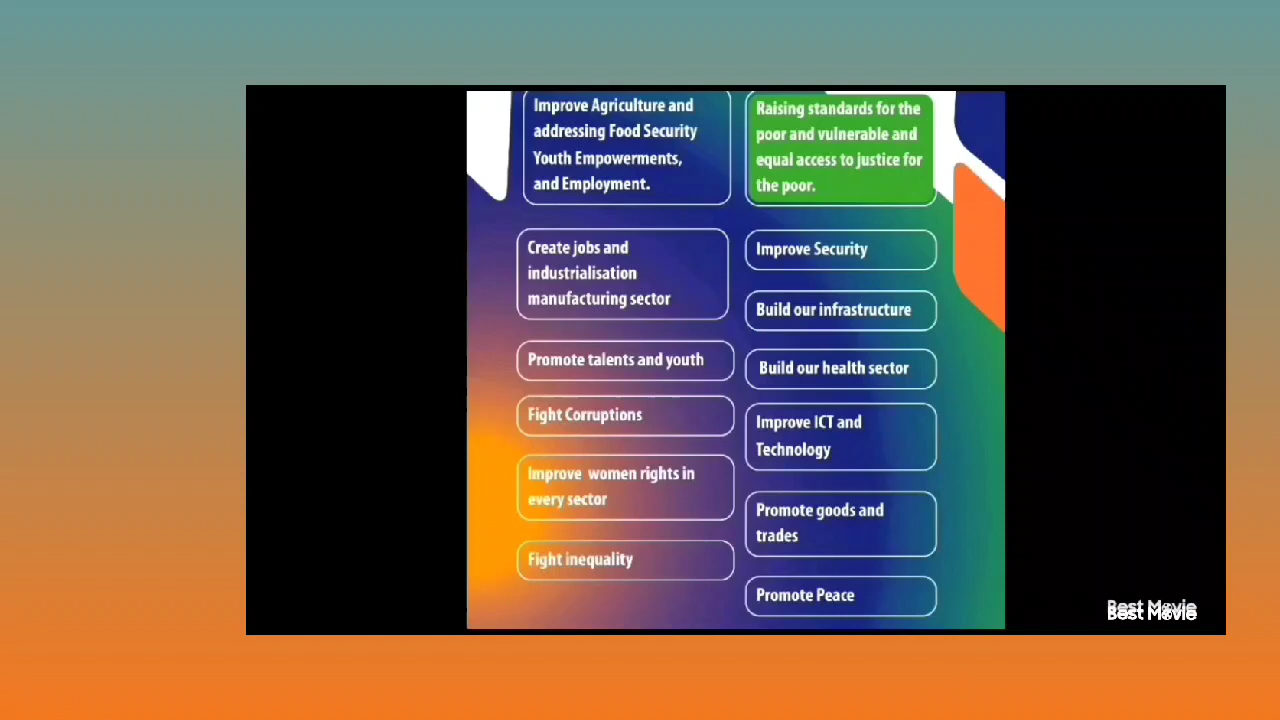 Improve Agriculture and
addressing Food Security
Youth Empowerments,
and Employment.
Create jobs and
industrialisation
manufacturing sector
Promote talents and youth
Fight Corruptions
Improve women rights in
every sector
Fight inequality
Raising standards for the
poor and vulnerable and
equal access to justice for
the poor.
Improve Security
Build our infrastructure
Build our health sector
Improve ICT and
Technology
Promote goods and
trades
Promote Peace
Best Movie
Best Movie